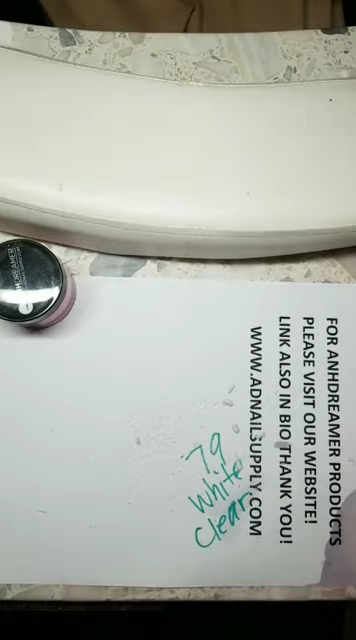 FOR ANHDREAMER PRODUCTS
PLEASE VISIT OUR WEBSITE!
LINK ALSO IN BIO THANK YOU!
WWW.ADNAILSUPPLY.COM
79
white
clear